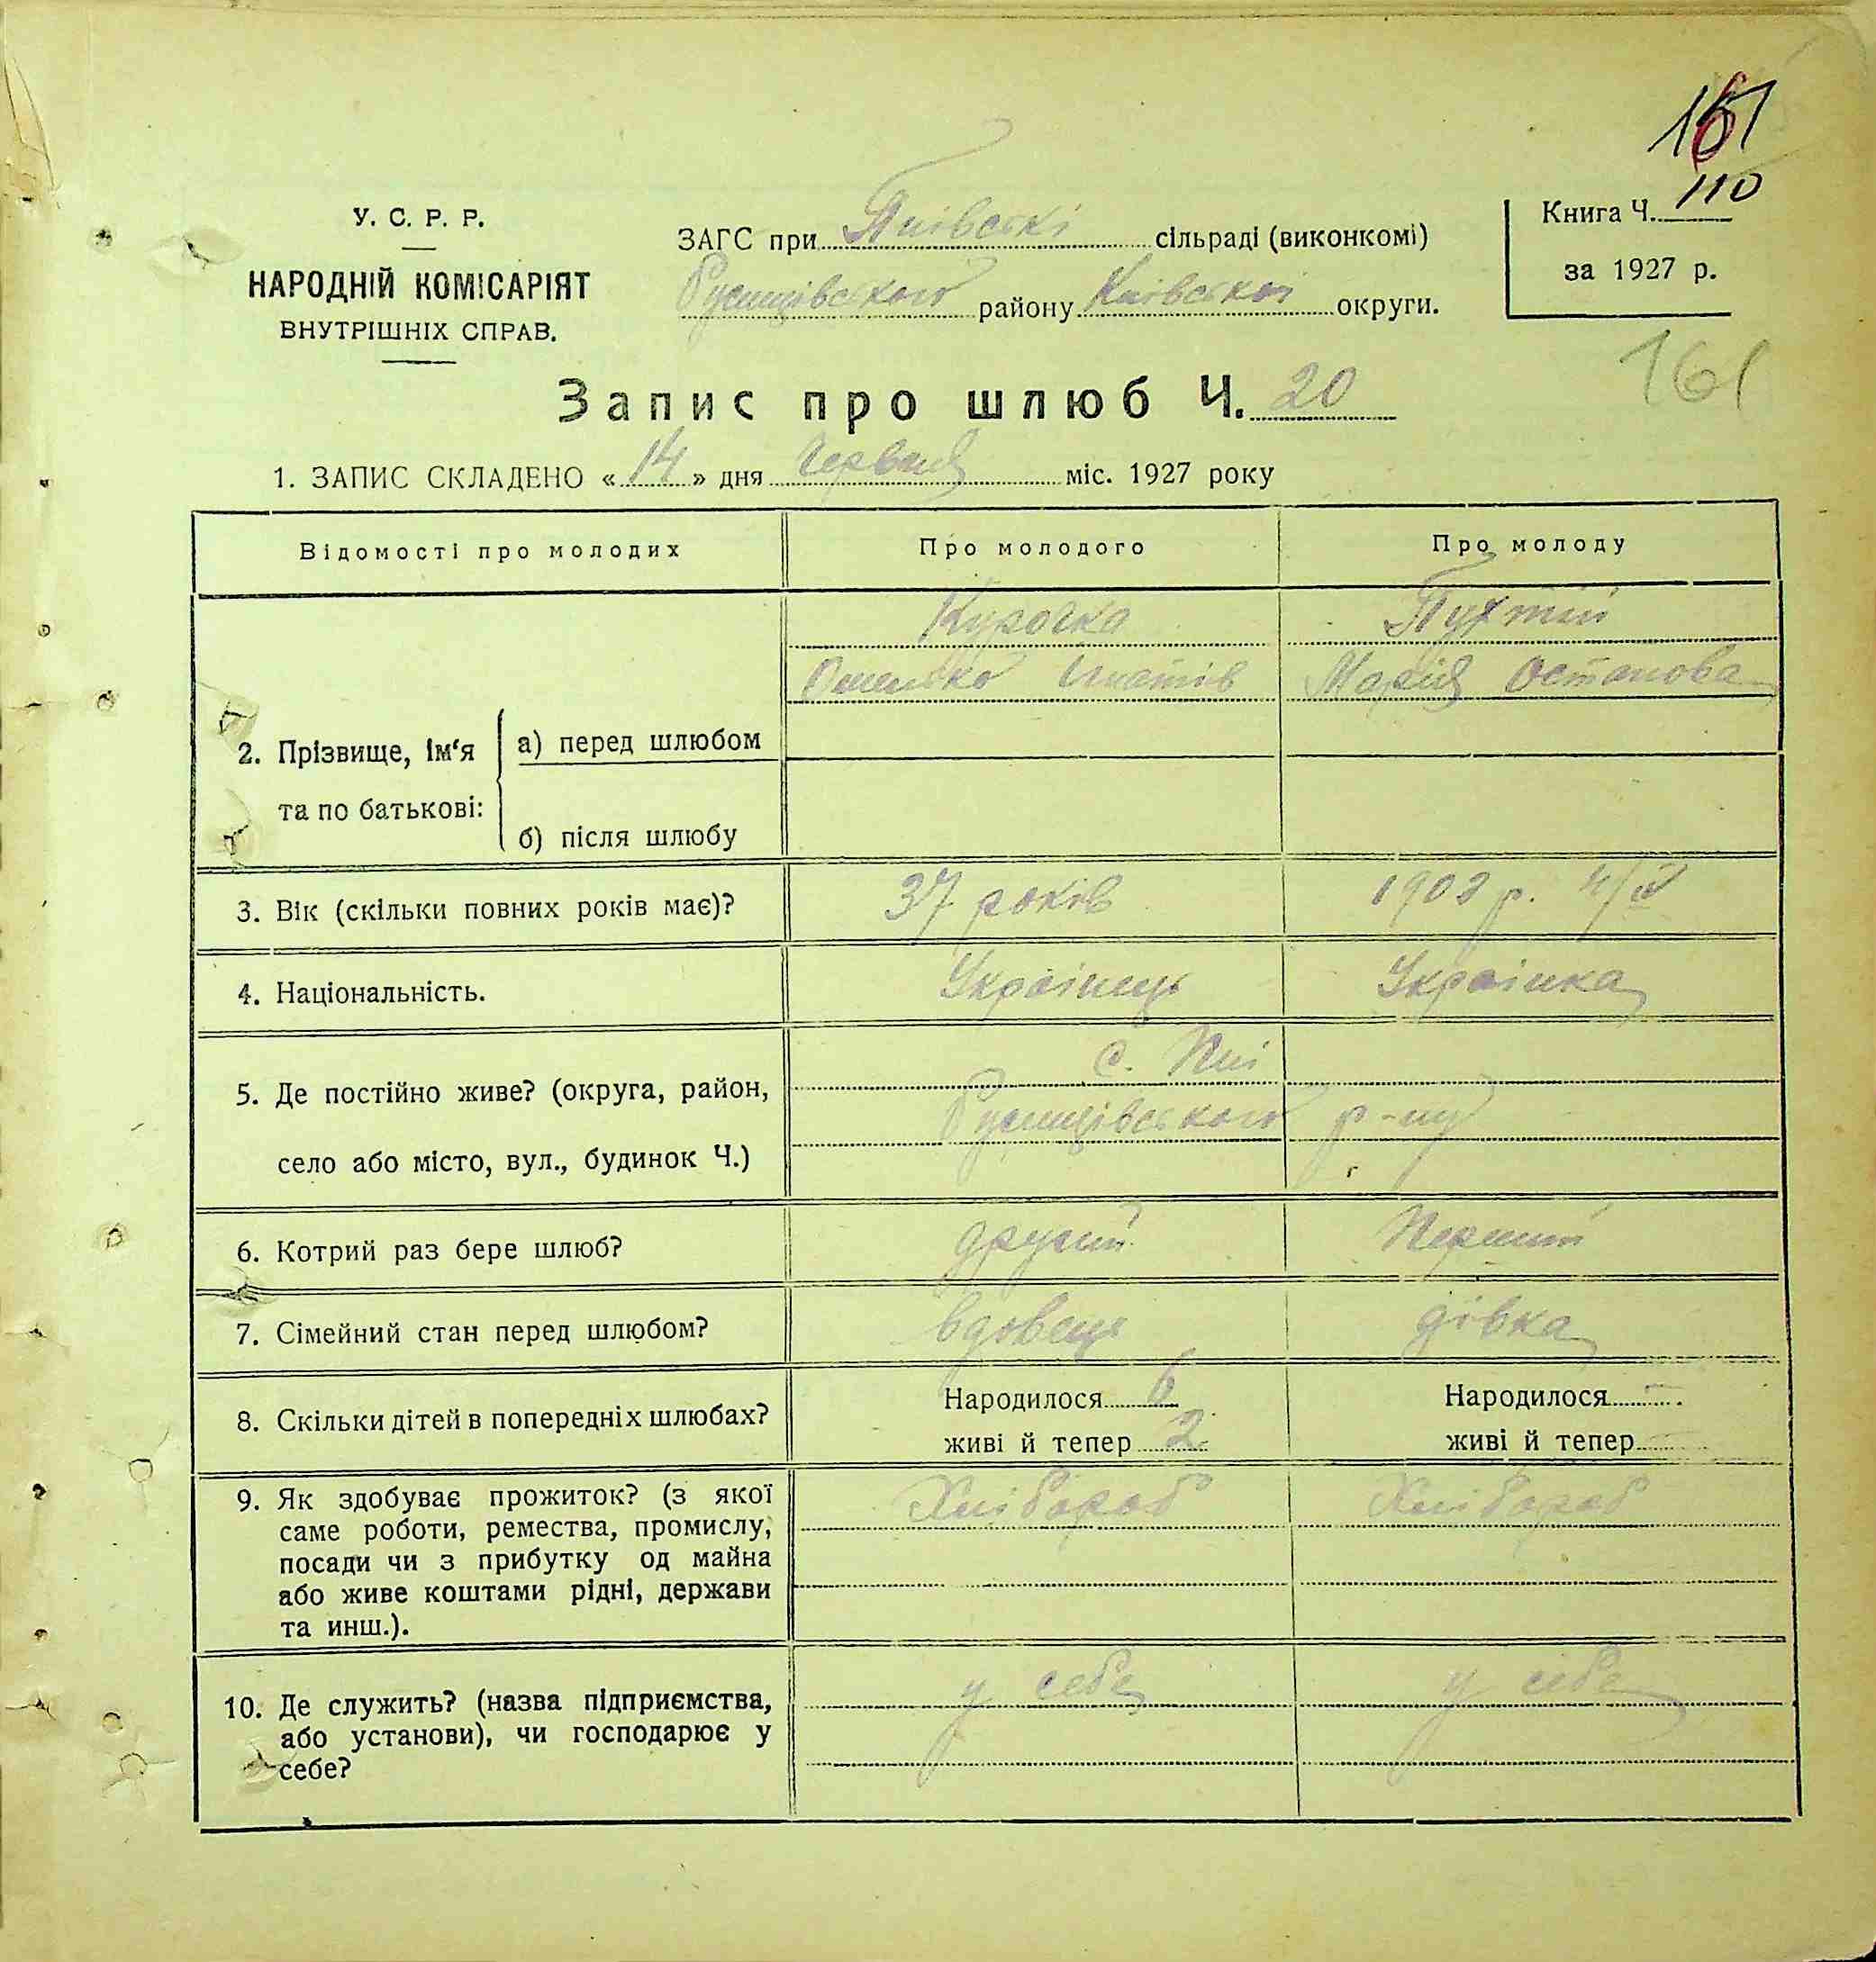 161
110
У. С. Р. Р.
НАРОДНІЙ КОМІСАРІЯТ
ВНУТРІШНІХ СПРАВ.
ЗАГС при Пиівські сільраді (виконкомі)
району Київської округи.
Книга Ч. 110
за 1927 р.
161
Запис про шлюб Ч. 20
1. ЗАПИС СКЛАДЕНО « 14 » дня Червня міс. 1927 року
Відомості про молодих Про молодого Про молоду
Курочка Пухтій
Омелько Гнатів Марія Остапова
2. Прізвище, ім‘я та по батькові:
а) перед шлюбом
б) після шлюбу
3. Вік (скільки повних років має)? 37 років 1902 р.
4. Національність. Українець Українка
5. Де постійно живе? (округа, район,
село або місто, вул., будинок Ч.)
с. Пиі
р-ну
6. Котрий раз бере шлюб? другий Перший
7. Сімейний стан перед шлюбом? вдовець дівка
8. Скільки дітей в попередніх шлюбах?
Народилося 6 Народилося –
живі й тепер 2 живі й тепер –
9. Як здобуває прожиток? (з якої
саме роботи, ремества, промислу,
посади чи з прибутку од майна
або живе коштами рідні, держави
та инш.).
Хлібороб Хлібороб
10. Де служить? (назва підприємства,
або установи), чи господарює у
себе?
у себе у себе